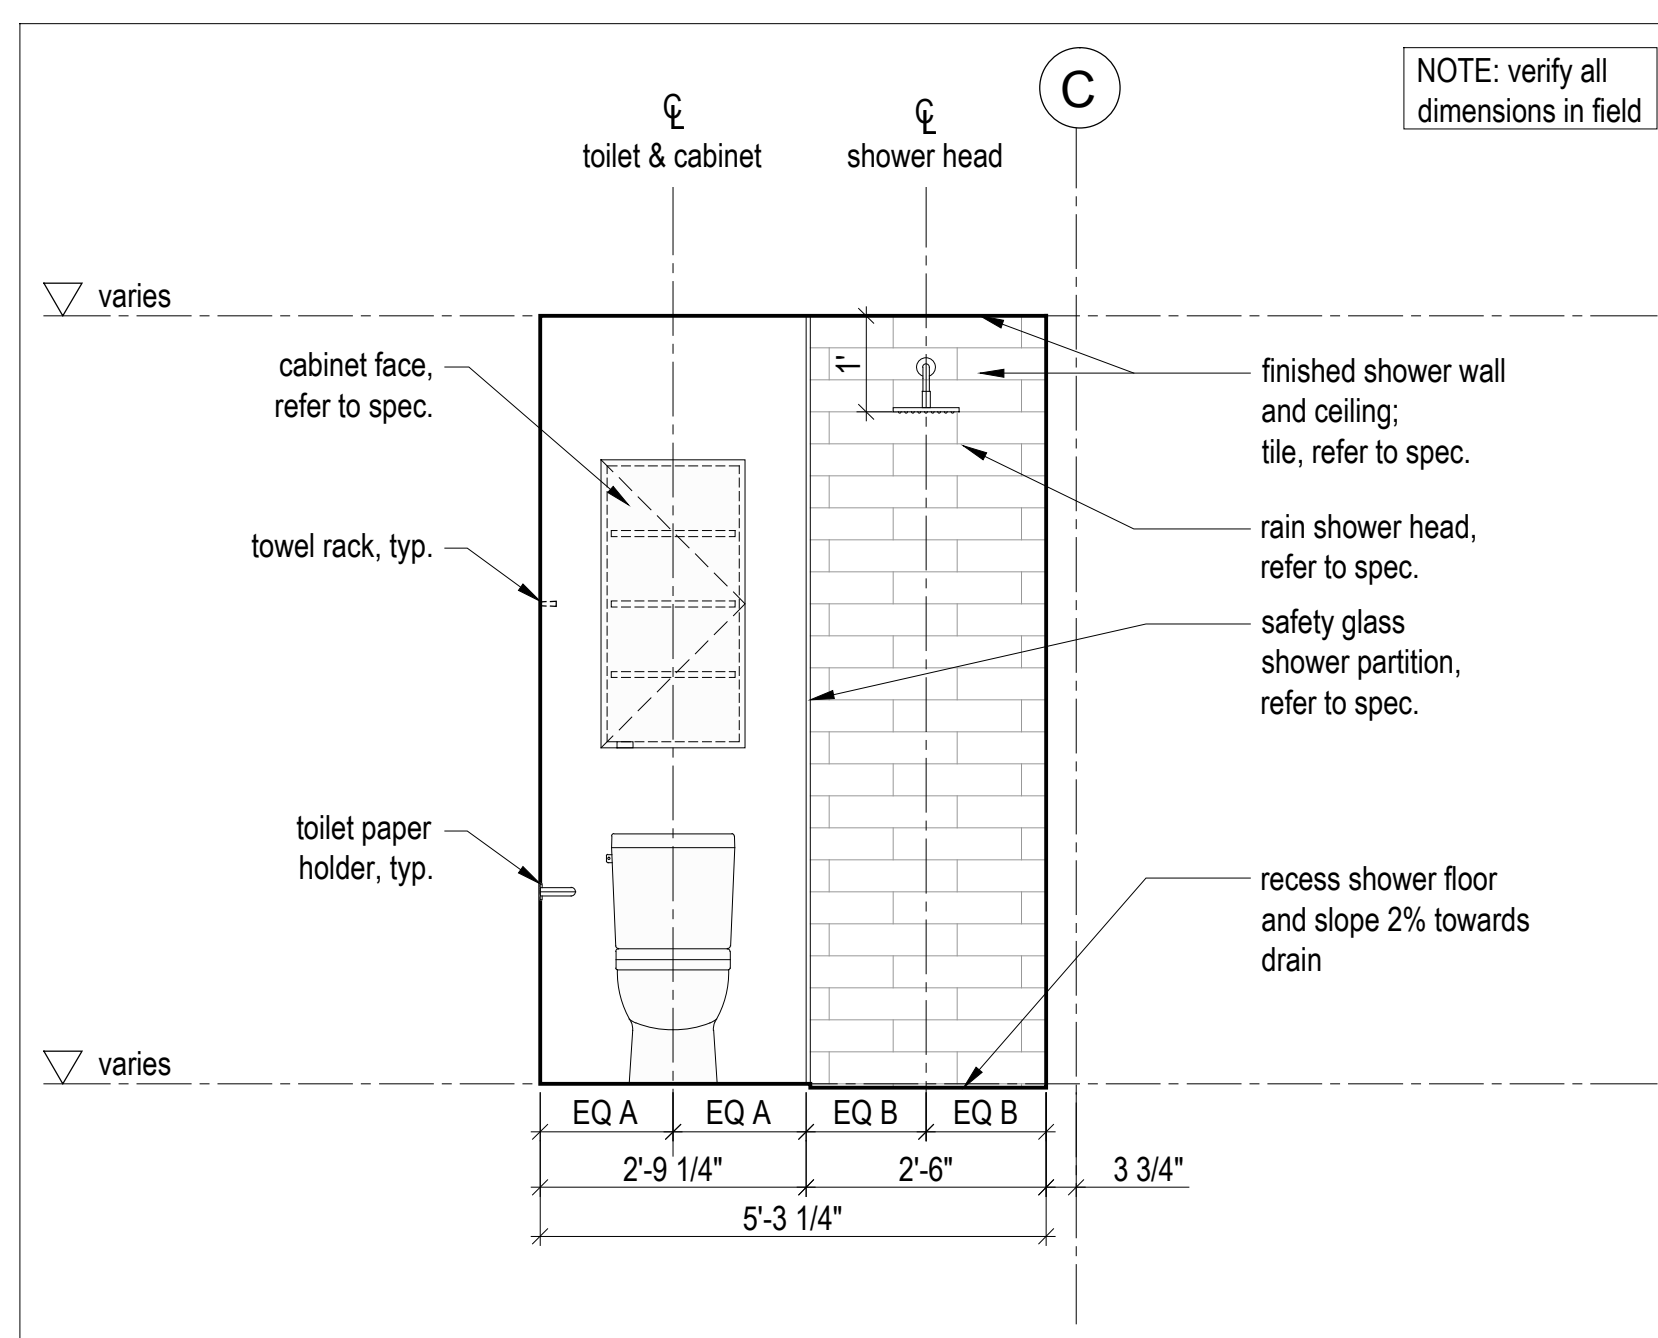 C
NOTE: verify all
dimensions in field
℄
toilet & cabinet
℄
shower head
varies
cabinet face,
refer to spec.
1'
finished shower wall
and ceiling;
tile, refer to spec.
towel rack, typ.
rain shower head,
refer to spec.
safety glass
shower partition,
refer to spec.
toilet paper
holder, typ.
recess shower floor
and slope 2% towards
drain
varies
EQ A EQ A EQ B EQ B
2'-9 1/4" 2'-6" 3 3/4"
5'-3 1/4"